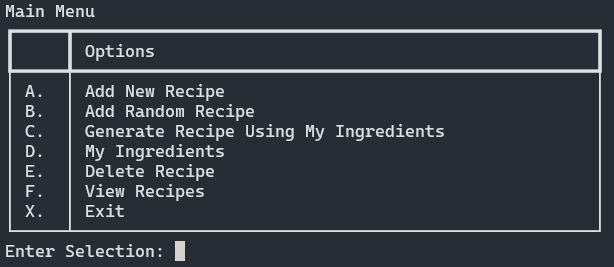 Main Menu
Options
A. Add New Recipe
B. Add Random Recipe
C. Generate Recipe Using My Ingredients
D. My Ingredients
E. Delete Recipe
F. View Recipes
X. Exit
Enter Selection: